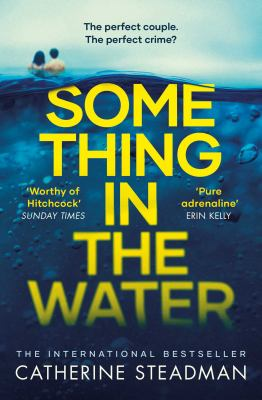 The perfect couple.
The perfect crime?
SOME
THING
IN
THE
WATER
'Worthy of
Hitchcock'
SUNDAY TIMES
'Pure
adrenaline'
ERIN KELLY
THE INTERNATIONAL BESTSELLER
CATHERINE STEADMAN